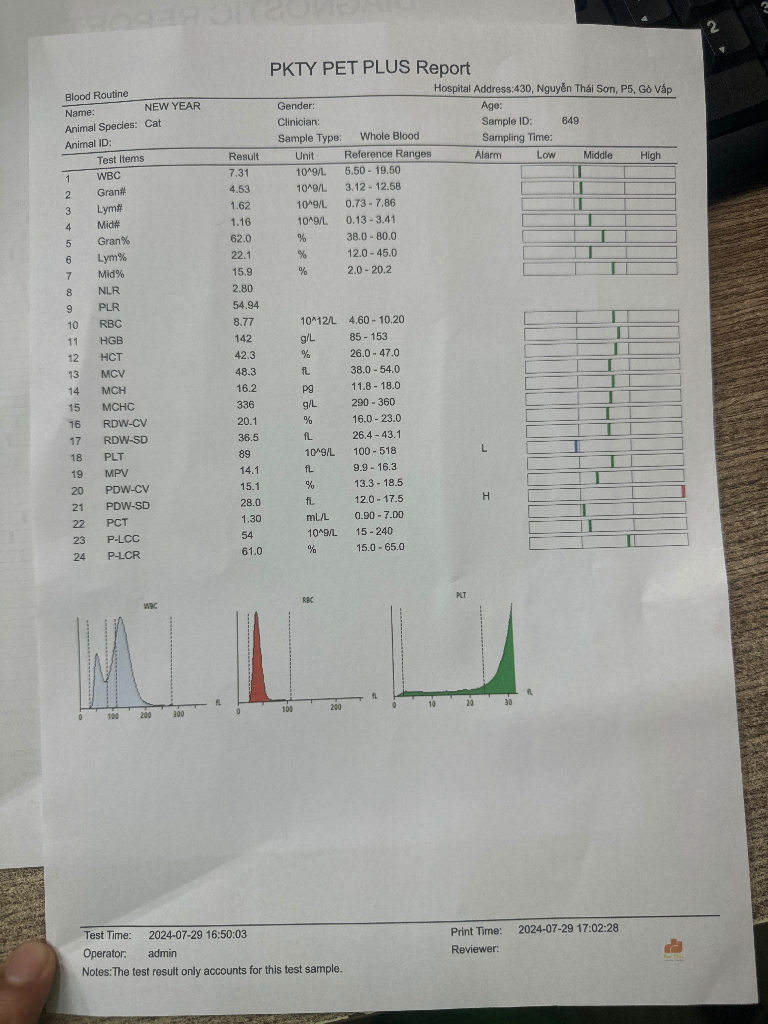 DIAGNOSTIC REPORT
PKTY PET PLUS Report
Blood Routine
Hospital Address:430, Nguyễn Thái Sơn, P5, Gò Vấp
Name: NEW YEAR Gender: Age:
Animal Species: Cat Clinician: Sample ID: 649
Animal ID: Sample Type: Whole Blood Sampling Time:
Test Items Result Unit Reference Ranges Alarm Low Middle High
1 WBC 7.31 10^9/L 5.50 - 19.50
2 Gran# 4.53 10^9/L 3.12 - 12.58
3 Lym# 1.62 10^9/L 0.73 - 7.86
4 Mid# 1.16 10^9/L 0.13 - 3.41
5 Gran% 62.0 % 38.0 - 80.0
6 Lym% 22.1 % 12.0 - 45.0
7 Mid% 15.9 % 2.0 - 20.2
8 NLR 2.80
9 PLR 54.94
10 RBC 8.77 10^12/L 4.60 - 10.20
11 HGB 142 g/L 85 - 153
12 HCT 42.3 % 26.0 - 47.0
13 MCV 48.3 fL 38.0 - 54.0
14 MCH 16.2 pg 11.8 - 18.0
15 MCHC 336 g/L 290 - 360
16 RDW-CV 20.1 % 16.0 - 23.0
17 RDW-SD 36.5 fL 26.4 - 43.1
18 PLT 89 10^9/L 100 - 518 L
19 MPV 14.1 fL 9.9 - 16.3
20 PDW-CV 15.1 % 13.3 - 18.5
21 PDW-SD 28.0 fL 12.0 - 17.5 H
22 PCT 1.30 mL/L 0.90 - 7.00
23 P-LCC 54 10^9/L 15 - 240
24 P-LCR 61.0 % 15.0 - 65.0
WBC RBC PLT
0 100 200 300 fL 0 100 200 fL 0 10 20 30 fL
Test Time: 2024-07-29 16:50:03 Print Time: 2024-07-29 17:02:28
Operator: admin Reviewer:
Notes:The test result only accounts for this test sample.
2
3